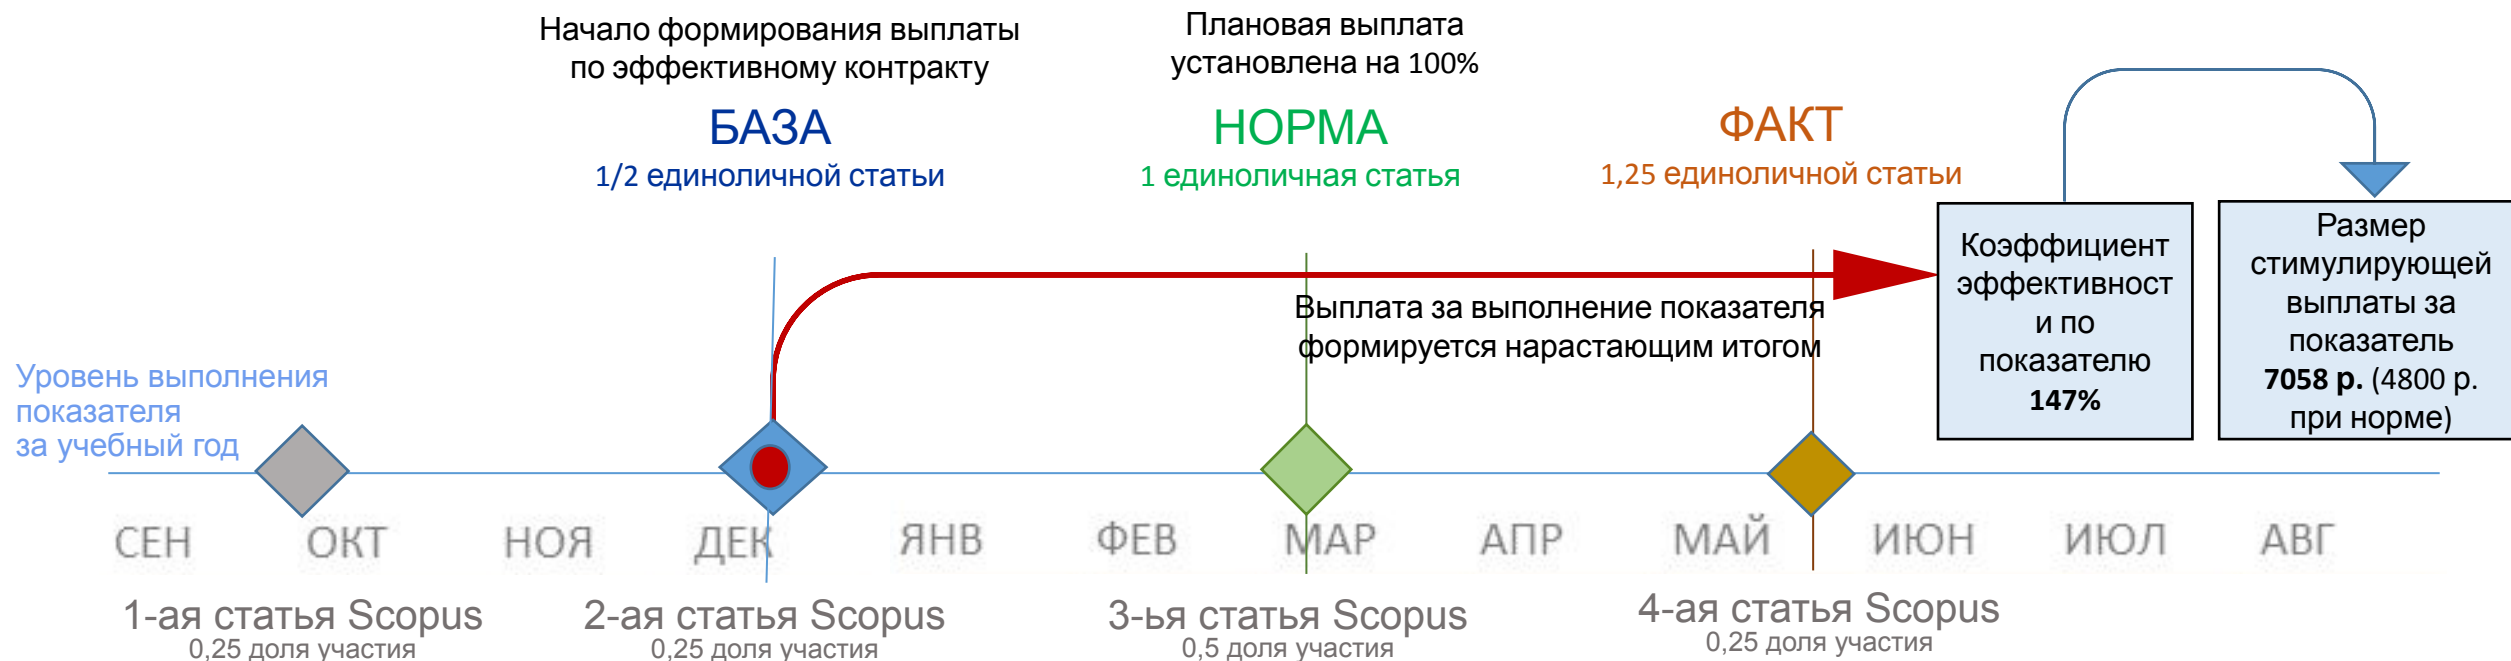 Начало формирования выплаты
по эффективному контракту
БАЗА
1/2 единоличной статьи
Плановая выплата
установлена на 100%
НОРМА
1 единоличная статья
ФАКТ
1,25 единоличной статьи
Коэффициент
эффективност
и по
показателю
147%
Размер
стимулирующей
выплаты за
показатель
7058 р. (4800 р.
при норме)
Выплата за выполнение показателя
формируется нарастающим итогом
Уровень выполнения
показателя
за учебный год
СЕН ОКТ НОЯ ДЕК ЯНВ ФЕВ МАР АПР МАЙ ИЮН ИЮЛ АВГ
1-ая статья Scopus
0,25 доля участия
2-ая статья Scopus
0,25 доля участия
3-ья статья Scopus
0,5 доля участия
4-ая статья Scopus
0,25 доля участия